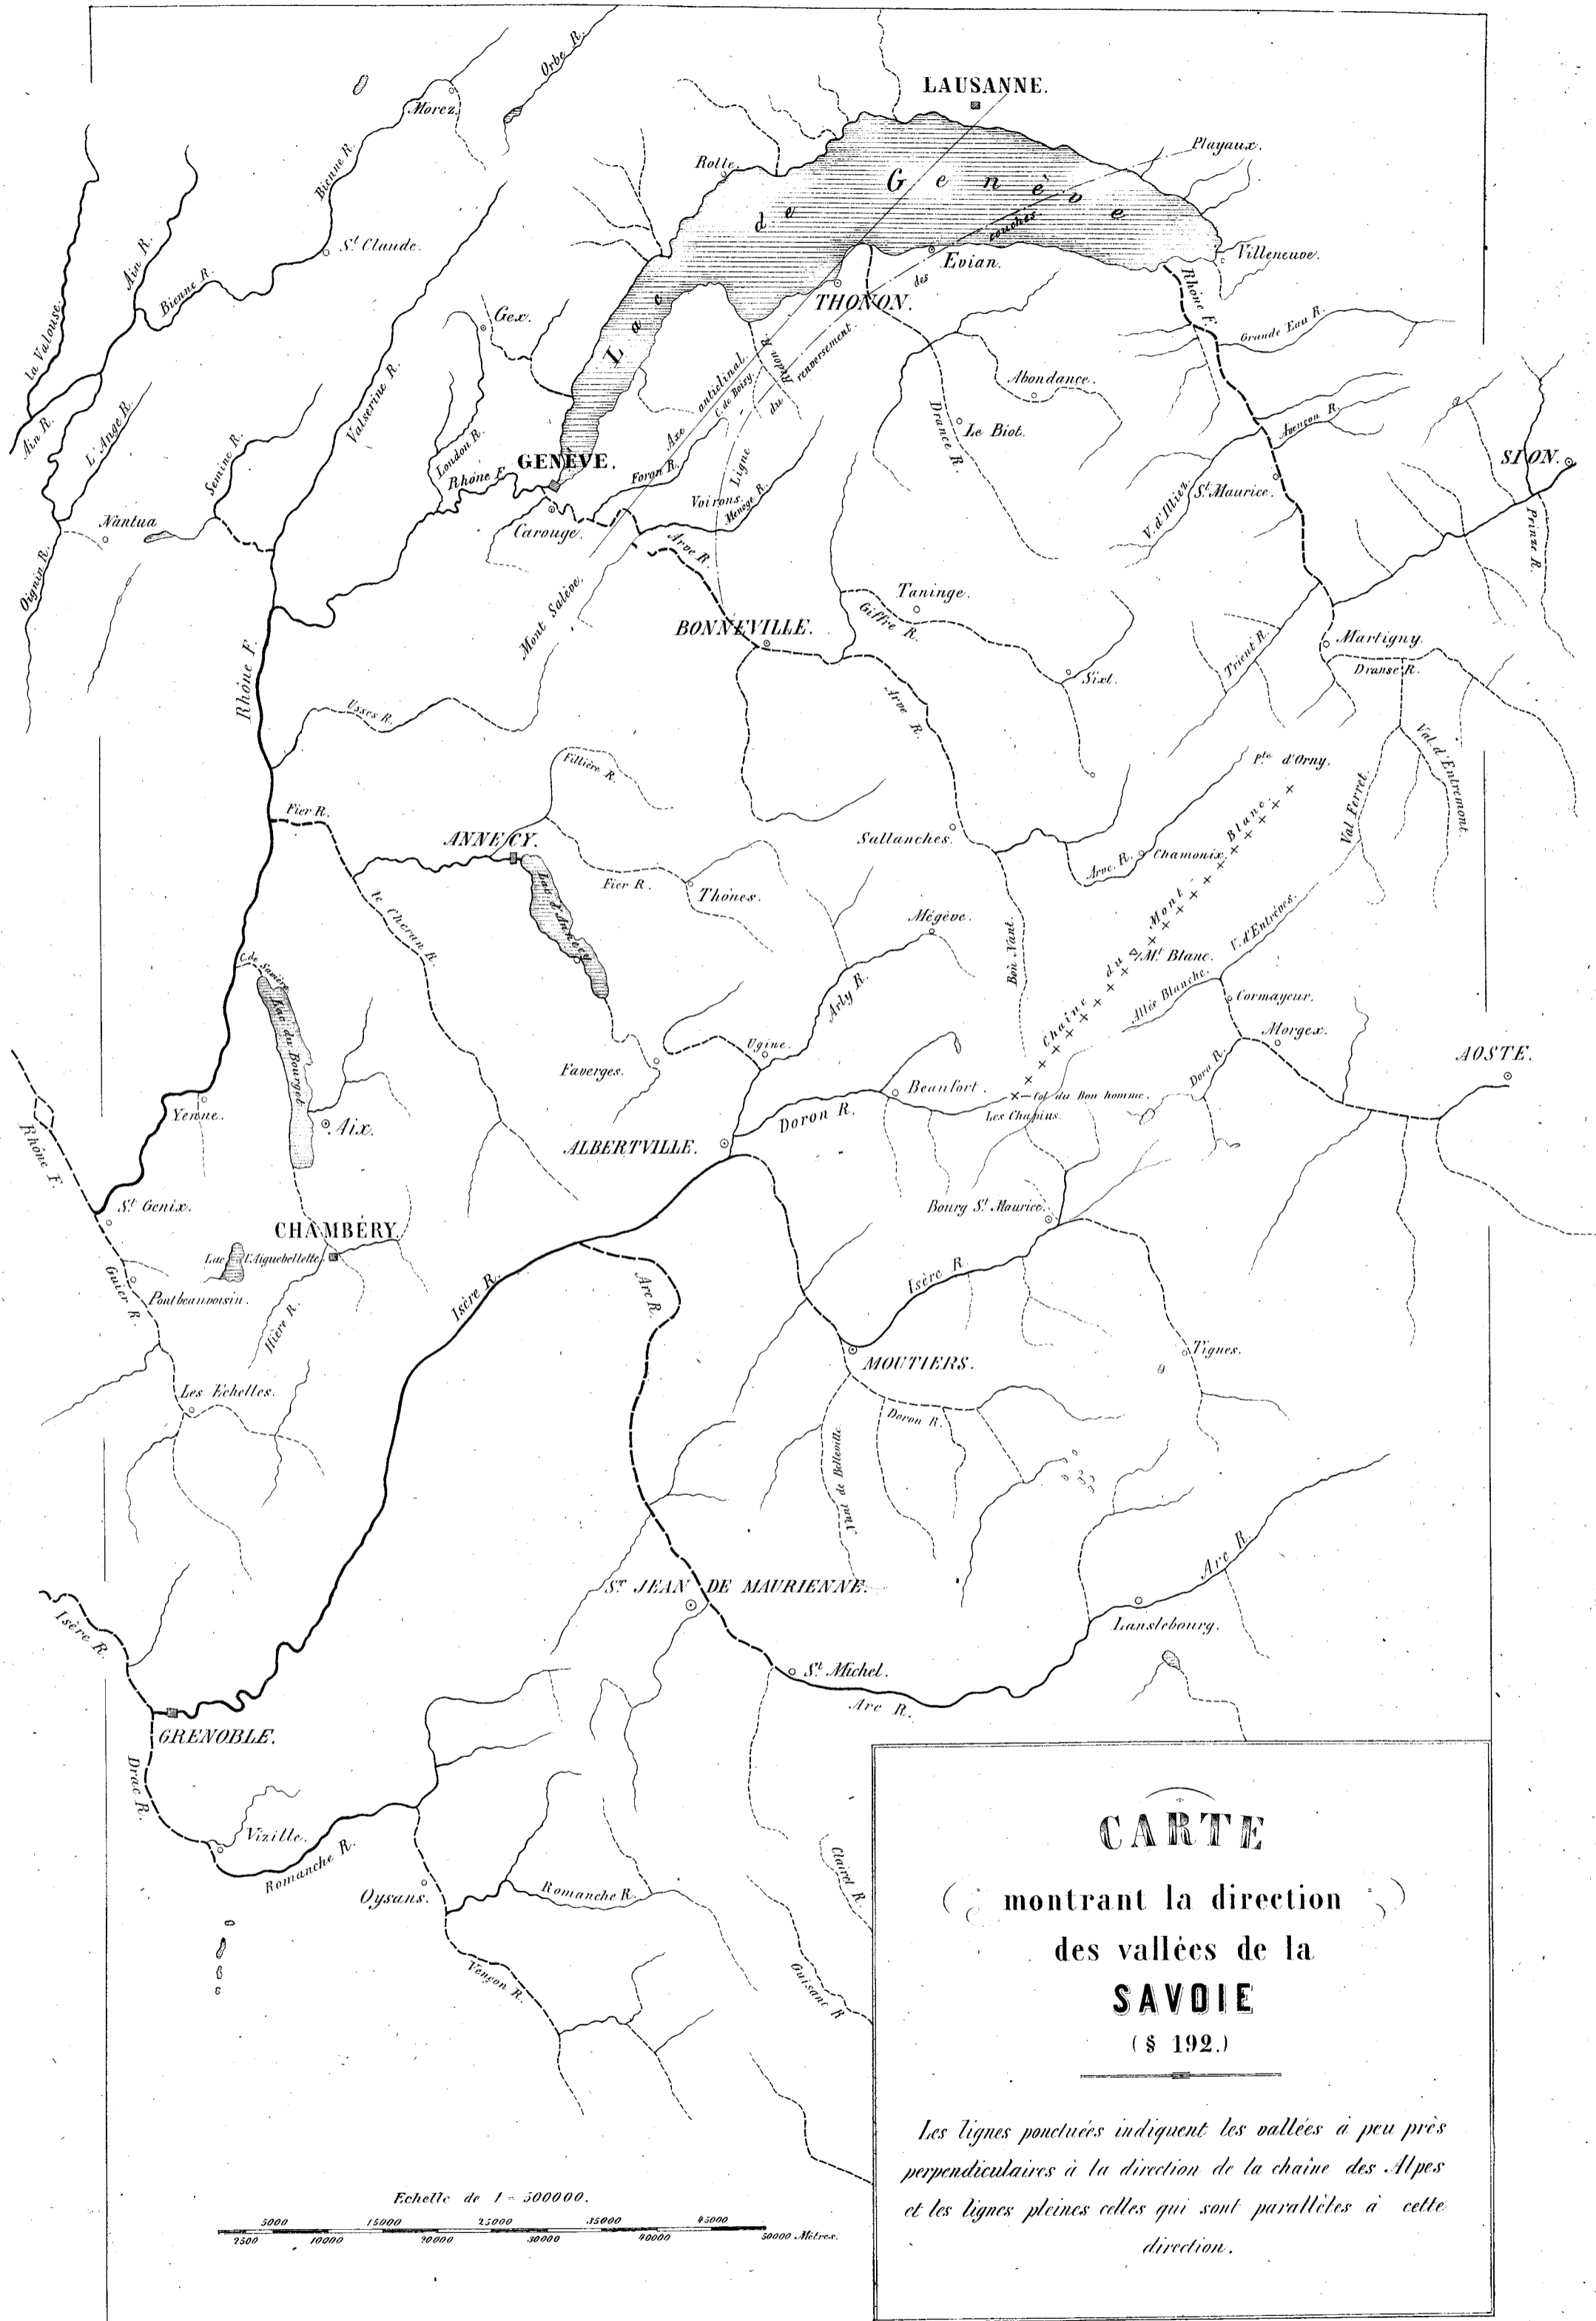 LAUSANNE.
Orbe R.
Morez.
Bienne R.
Rolle.
Playaux.
Genève
de
Lac
couches
St Claude.
Ain R.
Bienne R.
la Valouse
Evian.
Villeneuve.
des
THONON.
Rhône F.
Gex.
Grande Eau R.
renversement.
du
anticlinal.
C. de Boisy.
Axe
Ligne
Abondance.
Valserine R.
Drance R.
Le Biot.
Avençon R.
Ain R.
L'Ange R.
Semine R.
London R.
Rhône F.
GENÈVE.
Foron R.
SION.
Voirons.
Menoge R.
St Maurice.
V. d'Illiez
Nantua
Carouge.
Arve R.
Prinze R.
Oignin R.
Mont Salève.
Taninge.
Giffre R.
BONNEVILLE.
Martigny.
Trient R.
Dranse R.
Rhône F.
Sixt.
Usses R.
Arve R.
Val d'Entremont.
Fillière R.
Pte d'Orny.
Val Ferret.
Fier R.
ANNECY.
Sallanches.
Arve R.
Chamonix.
Chaîne du Mont Blanc.
Fier R.
Thônes.
le Chéran R.
Mégève.
Bon Nant.
Mt Blanc.
V. d'Entrèves.
Allée Blanche.
Cormayeur.
Lac du Bourget
Arly R.
Morgex.
Ugine.
Faverges.
AOSTE.
Beaufort.
Col du Bon homme.
Dora R.
Les Chapius.
Yenne.
Aix.
Doron R.
ALBERTVILLE.
Rhône F.
St Genix.
CHAMBÉRY.
Bourg St Maurice.
Lac d'Aiguebellette
Isère R.
Arc R.
Isère R.
Guier R.
Pontbeauvoisin.
Hière R.
MOUTIERS.
Tignes.
Les Echelles.
Doron R.
Nant de Belleville
Arc R.
ST JEAN DE MAURIENNE.
Isère R.
Lanslebourg.
St Michel.
Arc R.
GRENOBLE.
Drac R.
Vizille.
Romanche R.
Oysans.
Romanche R.
Clairet R.
Vençon R.
Guisane R
CARTE
montrant la direction
des vallées de la
SAVOIE
(§ 192.)
Les lignes ponctuées indiquent les vallées à peu près
perpendiculaires à la direction de la chaîne des Alpes
et les lignes pleines celles qui sont parallèles à cette
direction.
Echelle de 1 = 500000.
5000 15000 25000 35000 45000
2500 10000 20000 30000 40000 50000 Mètres.